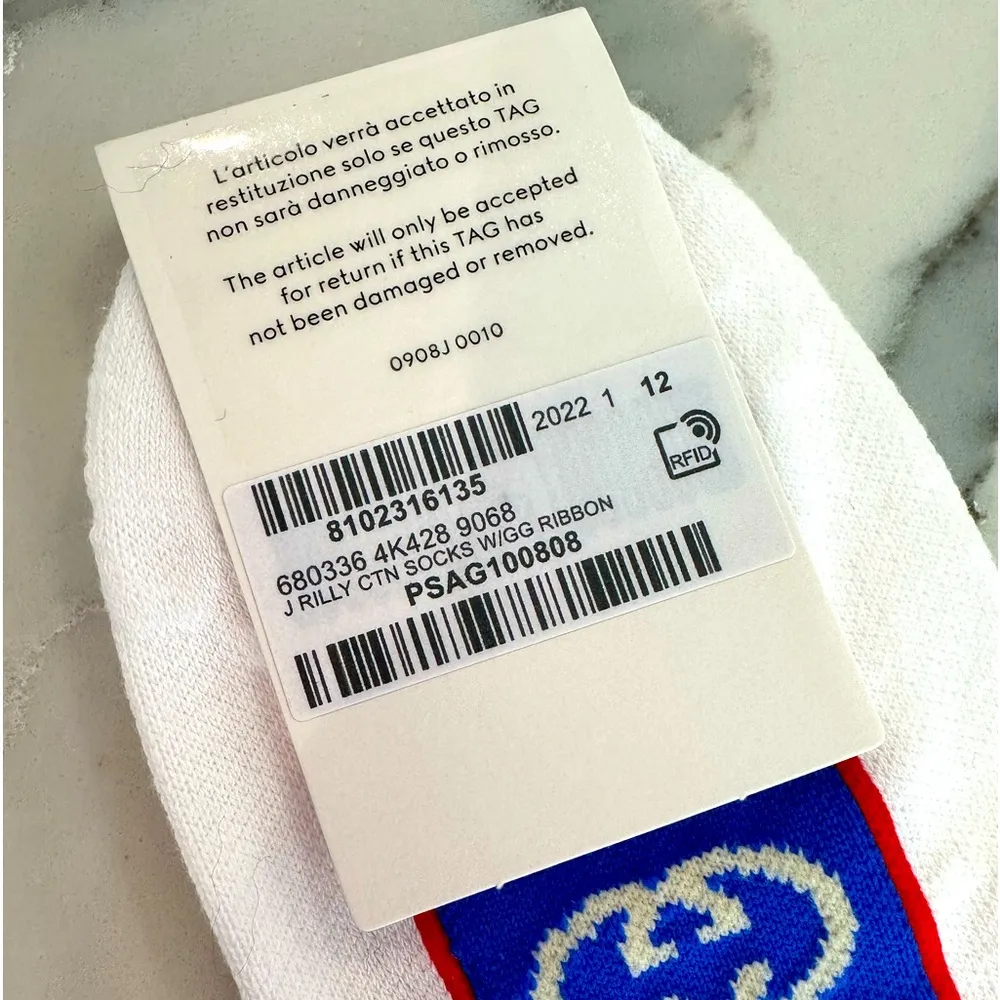 L'articolo verrà accettato in
restituzione solo se questo TAG
non sarà danneggiato o rimosso.
The article will only be accepted
for return if this TAG has
not been damaged or removed.
0908J 0010
2022 1 12
8102316135
RFID
680336 4K428 9068
J RILLY CTN SOCKS W/GG RIBBON
PSAG100808